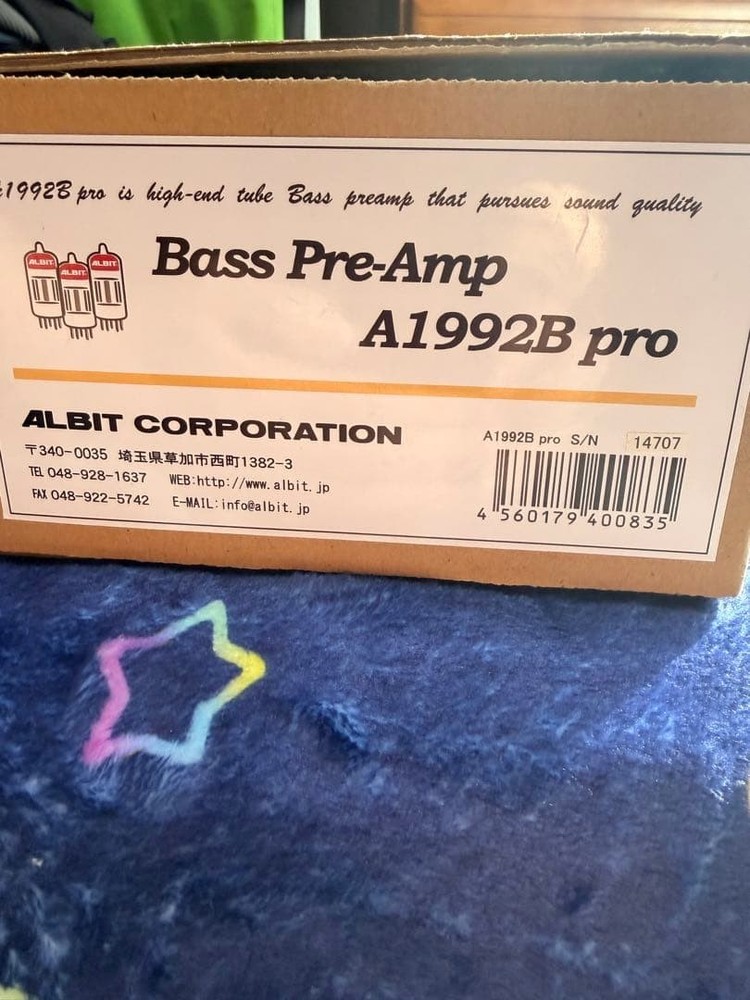 1992B pro is high-end tube Bass preamp that pursues sound quality
ALBIT ALBIT ALBIT
Bass Pre-Amp
A1992B pro
ALBIT CORPORATION
〒340-0035 埼玉県草加市西町1382-3
TEL 048-928-1637 WEB:http://www.albit.jp
FAX 048-922-5742 E-MAIL:info@albit.jp
A1992B pro S/N 14707
4 560179 400835